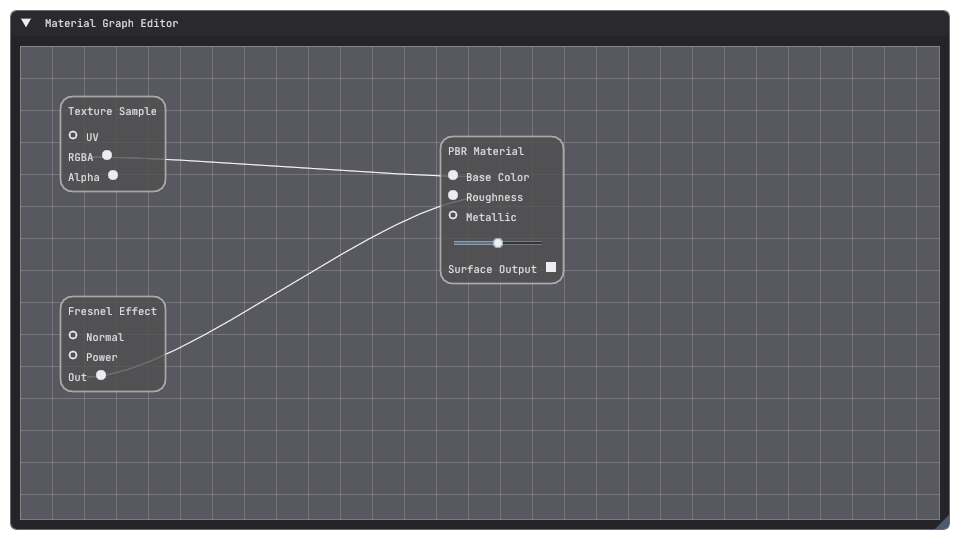 Material Graph Editor
Texture Sample
UV
RGBA
Alpha
PBR Material
Base Color
Roughness
Metallic
Surface Output
Fresnel Effect
Normal
Power
Out